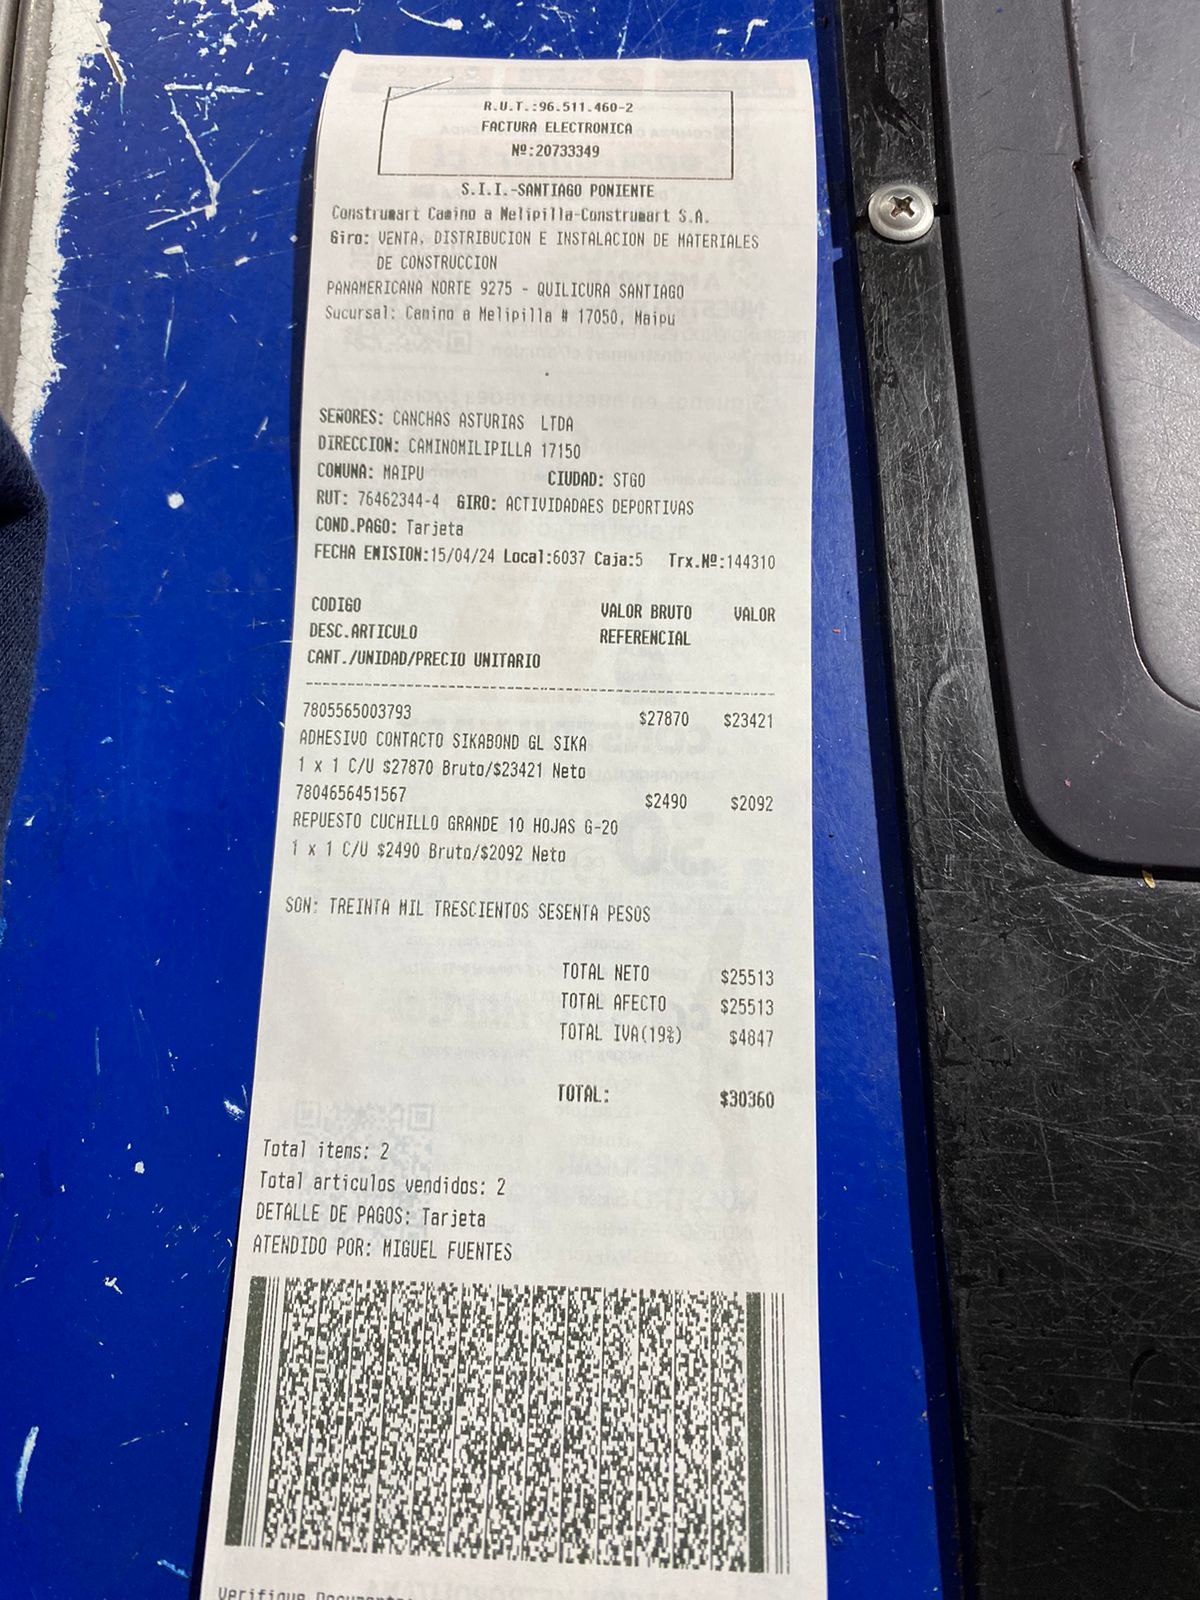 R.U.T.:96.511.460-2
FACTURA ELECTRONICA
Nº:20733349
S.I.I.-SANTIAGO PONIENTE
Construmart Camino a Melipilla-Construmart S.A.
Giro: VENTA, DISTRIBUCION E INSTALACION DE MATERIALES
DE CONSTRUCCION
PANAMERICANA NORTE 9275 - QUILICURA SANTIAGO
Sucursal: Camino a Melipilla # 17050, Maipu
SEÑORES: CANCHAS ASTURIAS LTDA
DIRECCION: CAMINOMILIPILLA 17150
COMUNA: MAIPU CIUDAD: STGO
RUT: 76462344-4 GIRO: ACTIVIDADAES DEPORTIVAS
COND.PAGO: Tarjeta
FECHA EMISION:15/04/24 Local:6037 Caja:5 Trx.Nº:144310
CODIGO VALOR BRUTO VALOR
DESC.ARTICULO REFERENCIAL
CANT./UNIDAD/PRECIO UNITARIO
7805565003793 $27870 $23421
ADHESIVO CONTACTO SIKABOND GL SIKA
1 x 1 C/U $27870 Bruto/$23421 Neto
7804656451567 $2490 $2092
REPUESTO CUCHILLO GRANDE 10 HOJAS G-20
1 x 1 C/U $2490 Bruto/$2092 Neto
SON: TREINTA MIL TRESCIENTOS SESENTA PESOS
TOTAL NETO $25513
TOTAL AFECTO $25513
TOTAL IVA(19%) $4847
TOTAL: $30360
Total items: 2
Total articulos vendidos: 2
DETALLE DE PAGOS: Tarjeta
ATENDIDO POR: MIGUEL FUENTES
Verifique